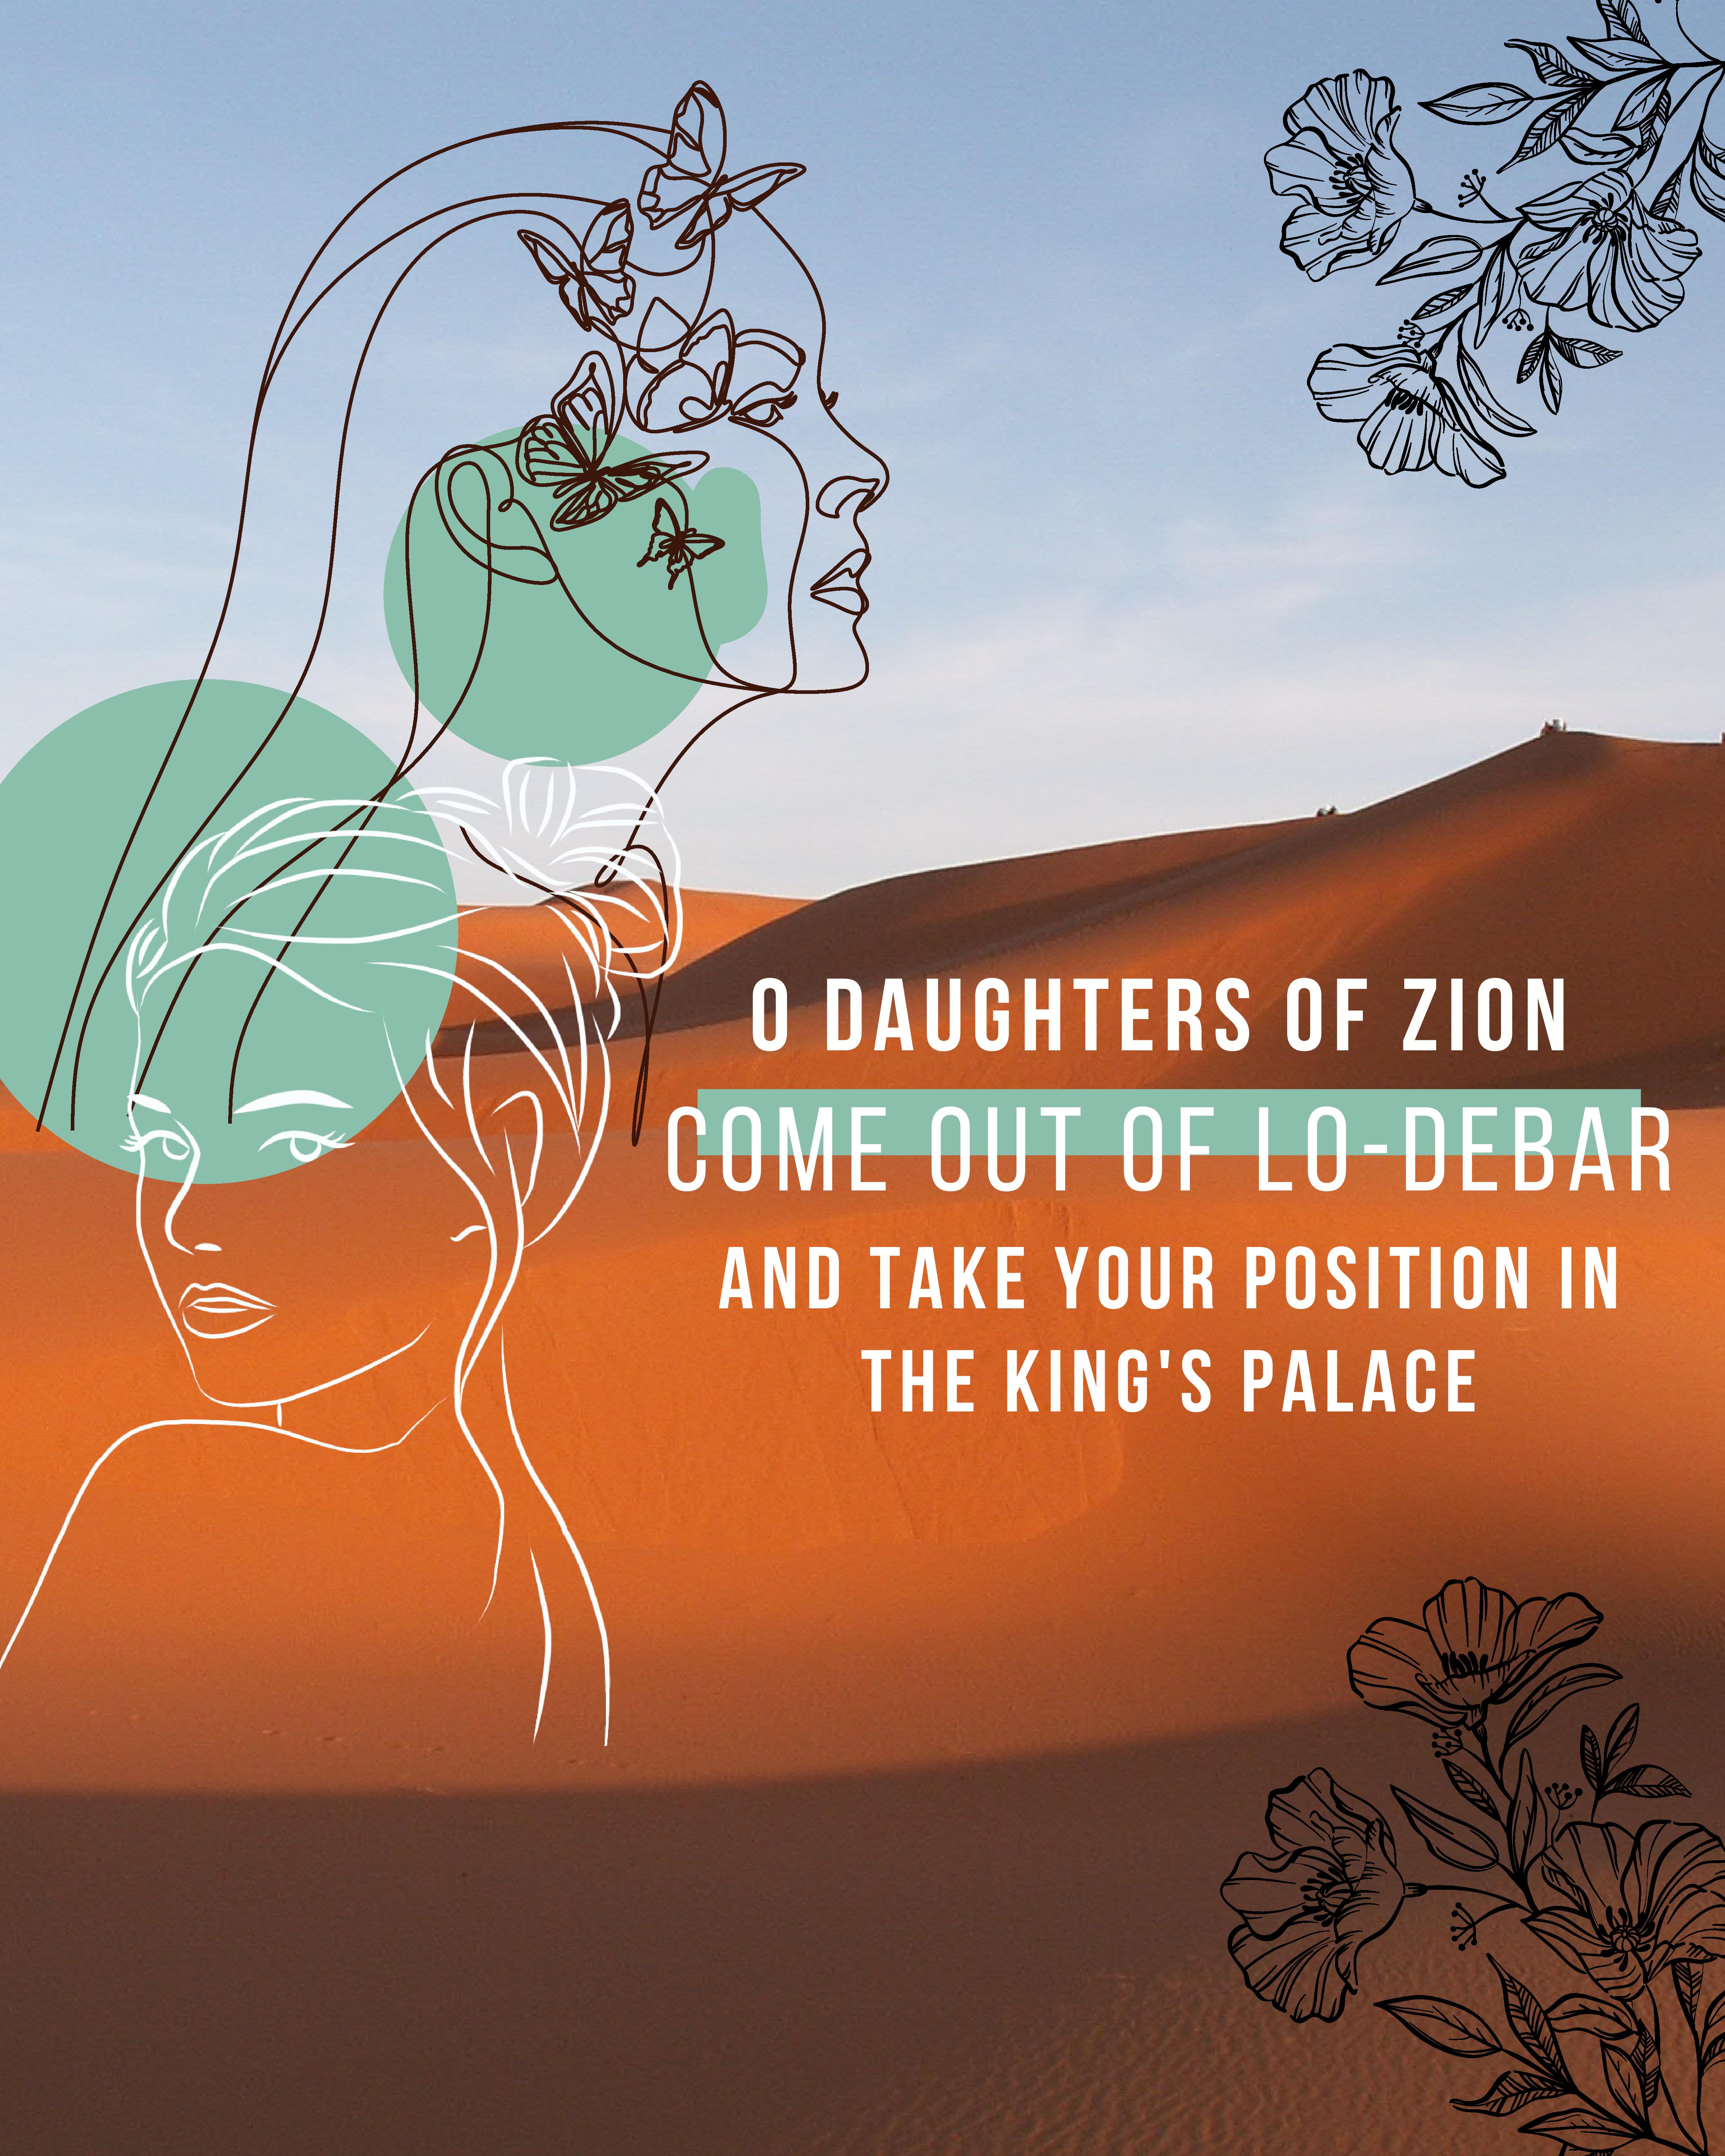 O DAUGHTERS OF ZION
COME OUT OF LO-DEBAR
AND TAKE YOUR POSITION IN
THE KING'S PALACE